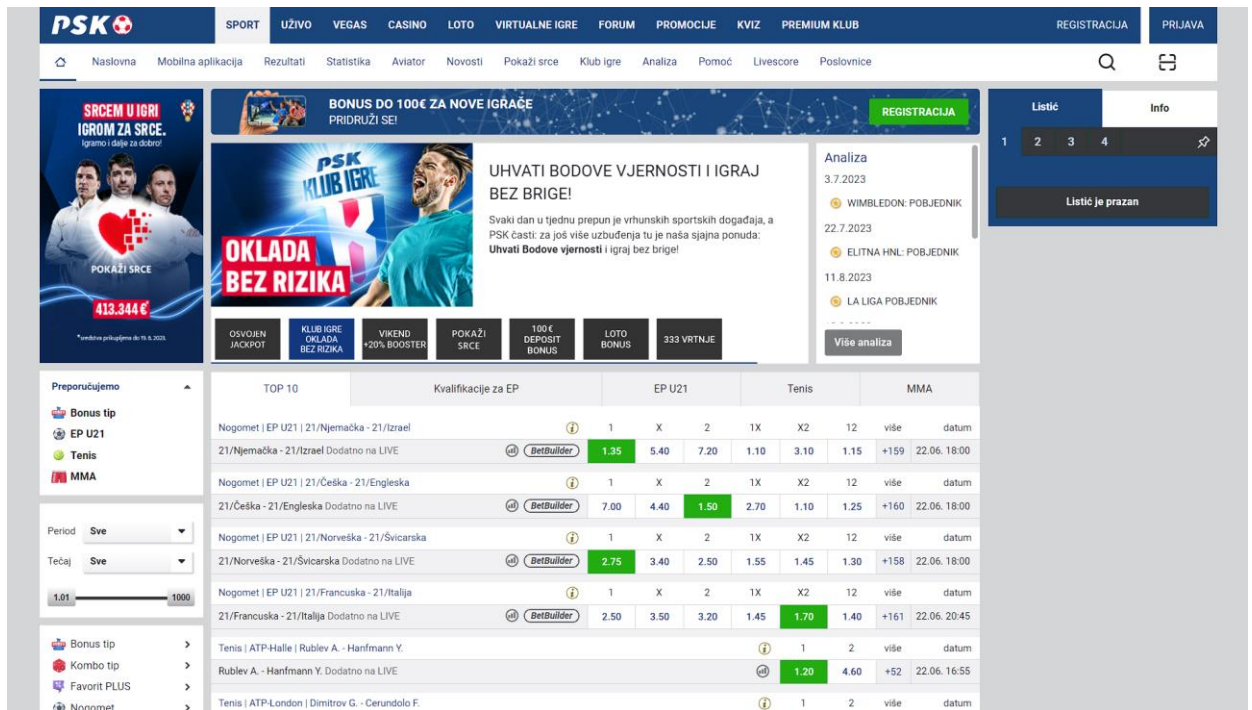 PSK
SPORT UŽIVO VEGAS CASINO LOTO VIRTUALNE IGRE FORUM PROMOCIJE KVIZ PREMIUM KLUB REGISTRACIJA PRIJAVA
Naslovna Mobilna aplikacija Rezultati Statistika Aviator Novosti Pokaži srce Klub igre Analiza Pomoć Livescore Poslovnice
SRCEM U IGRI
IGROM ZA SRCE.
Igramo i dalje za dobro!
POKAŽI SRCE
413.344€*
*sredstva prikupljena do 19. 6. 2023.
BONUS DO 100€ ZA NOVE IGRAČE
PRIDRUŽI SE!
REGISTRACIJA
PSK
KLUB IGRE
OKLADA
BEZ RIZIKA
UHVATI BODOVE VJERNOSTI I IGRAJ
BEZ BRIGE!
Svaki dan u tjednu prepun je vrhunskih sportskih događaja, a
PSK časti: za još više uzbuđenja tu je naša sjajna ponuda:
Uhvati Bodove vjernosti i igraj bez brige!
OSVOJEN
JACKPOT
KLUB IGRE
OKLADA
BEZ RIZIKA
VIKEND
+20% BOOSTER
POKAŽI
SRCE
100 €
DEPOSIT
BONUS
LOTO
BONUS
333 VRTNJE
Analiza
3.7.2023
WIMBLEDON: POBJEDNIK
22.7.2023
ELITNA HNL: POBJEDNIK
11.8.2023
LA LIGA POBJEDNIK
Više analiza
Listić Info
1 2 3 4
Listić je prazan
Preporučujemo
Bonus tip
EP U21
Tenis
MMA
Period Sve
Tečaj Sve
1.01 1000
Bonus tip
Kombo tip
Favorit PLUS
Nogomet
TOP 10 Kvalifikacije za EP EP U21 Tenis MMA
Nogomet | EP U21 | 21/Njemačka - 21/Izrael i 1 X 2 1X X2 12 više datum
21/Njemačka - 21/Izrael Dodatno na LIVE BetBuilder 1.35 5.40 7.20 1.10 3.10 1.15 +159 22.06. 18:00
Nogomet | EP U21 | 21/Češka - 21/Engleska i 1 X 2 1X X2 12 više datum
21/Češka - 21/Engleska Dodatno na LIVE BetBuilder 7.00 4.40 1.50 2.70 1.10 1.25 +160 22.06. 18:00
Nogomet | EP U21 | 21/Norveška - 21/Švicarska i 1 X 2 1X X2 12 više datum
21/Norveška - 21/Švicarska Dodatno na LIVE BetBuilder 2.75 3.40 2.50 1.55 1.45 1.30 +158 22.06. 18:00
Nogomet | EP U21 | 21/Francuska - 21/Italija i 1 X 2 1X X2 12 više datum
21/Francuska - 21/Italija Dodatno na LIVE BetBuilder 2.50 3.50 3.20 1.45 1.70 1.40 +161 22.06. 20:45
Tenis | ATP-Halle | Rublev A. - Hanfmann Y. i 1 2 više datum
Rublev A. - Hanfmann Y. Dodatno na LIVE 1.20 4.60 +52 22.06. 16:55
Tenis | ATP-London | Dimitrov G. - Cerundolo F. i 1 2 više datum